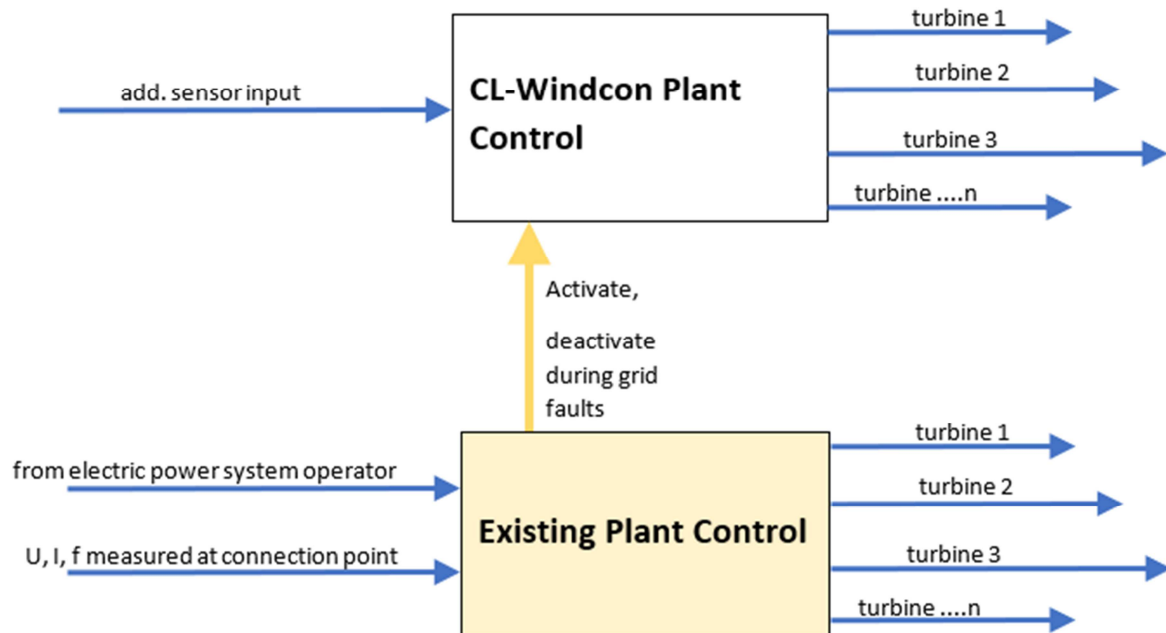 turbine 1
add. sensor input
CL-Windcon Plant
Control
turbine 2
turbine 3
turbine ....n
Activate,
deactivate
during grid
faults
from electric power system operator
U, I, f measured at connection point
Existing Plant Control
turbine 1
turbine 2
turbine 3
turbine ....n